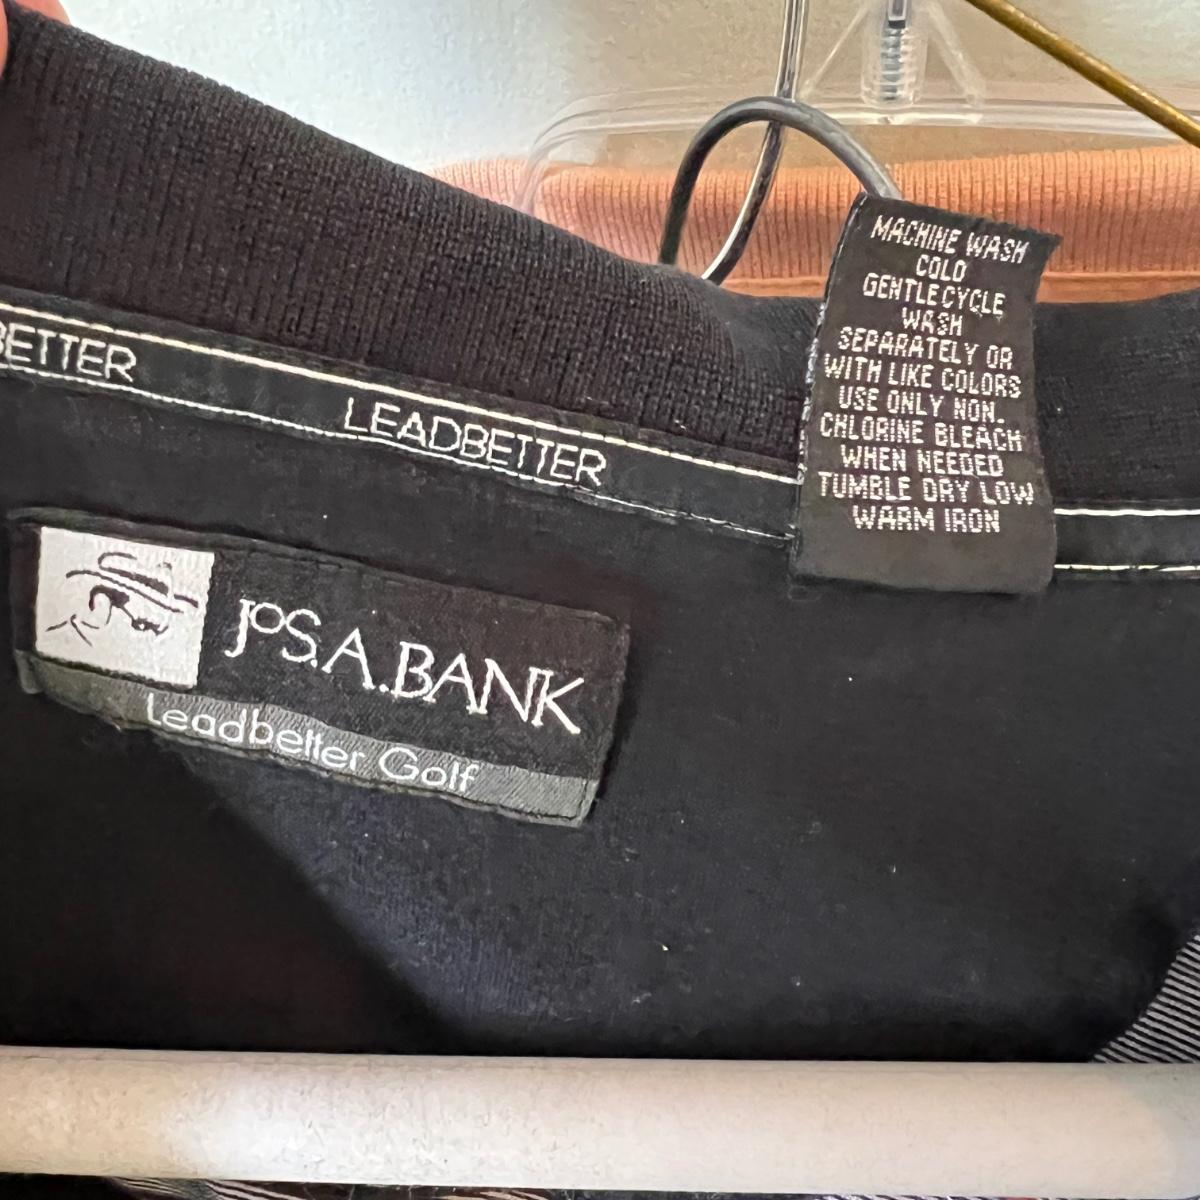 BETTER
LEADBETTER
JOS.A.BANK
Leadbetter Golf
MACHINE WASH
COLD
GENTLE CYCLE
WASH
SEPARATELY OR
WITH LIKE COLORS
USE ONLY NON.
CHLORINE BLEACH
WHEN NEEDED
TUMBLE DRY LOW
WARM IRON